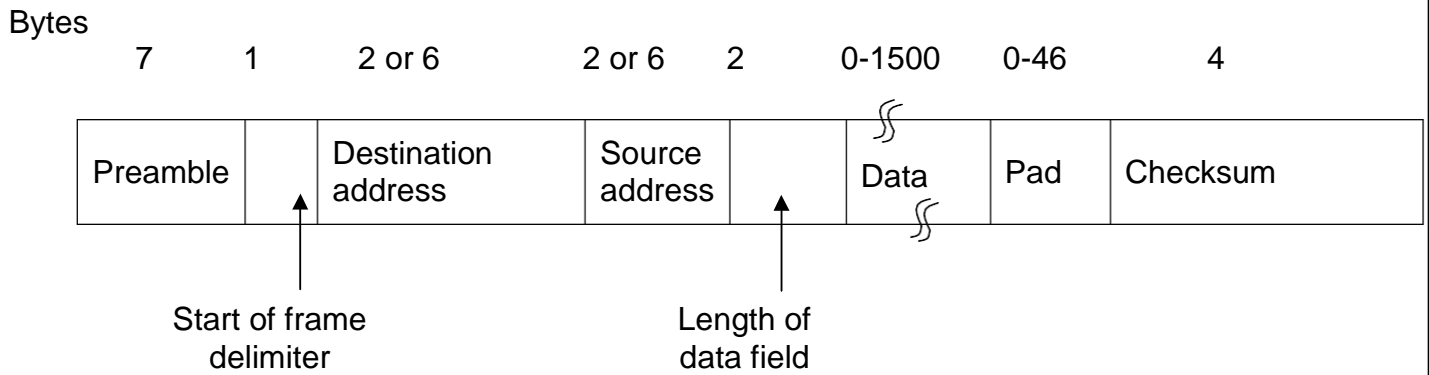 Bytes
7 1 2 or 6 2 or 6 2 0-1500 0-46 4
Preamble
Destination
address
Source
address
Data
Pad
Checksum
Start of frame
delimiter
Length of
data field